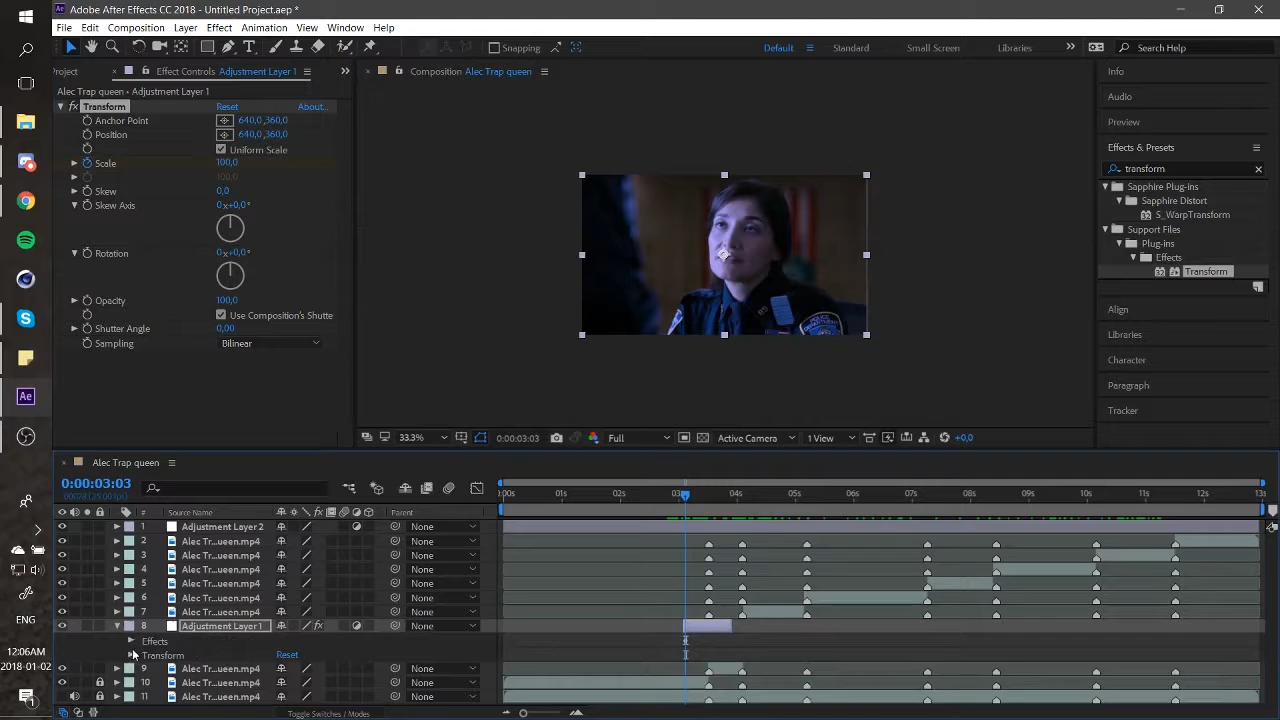 Adobe After Effects CC 2018 - Untitled Project.aep *
File Edit Composition Layer Effect Animation View Window Help
Snapping
Default Standard Small Screen Libraries Search Help
Project Effect Controls Adjustment Layer 1
Composition Alec Trap queen
Info
Alec Trap queen • Adjustment Layer 1
fx Transform Reset About...
Audio
Anchor Point 640,0,360,0
Preview
Position 640,0,360,0
Uniform Scale
Effects & Presets
Scale 100,0
transform
100,0
Sapphire Plug-ins
Skew 0,0
Sapphire Distort
Skew Axis 0x+0,0°
S_WarpTransform
Support Files
Plug-ins
Rotation 0x+0,0°
Effects
Transform
Opacity 100,0
Use Composition's Shutte
Align
Shutter Angle 0,00
Libraries
Sampling Bilinear
Character
Paragraph
Tracker
33.3% 0:00:03:03 Full Active Camera 1 View +0,0
Alec Trap queen
0:00:03:03
00078 (25.00 fps)
:00s 01s 02s 03s 04s 05s 06s 07s 08s 09s 10s 11s 12s 13s
# Source Name fx Parent
1 Adjustment Layer 2 None
2 Alec Tr...ueen.mp4 None
3 Alec Tr...ueen.mp4 None
4 Alec Tr...ueen.mp4 None
5 Alec Tr...ueen.mp4 None
6 Alec Tr...ueen.mp4 None
7 Alec Tr...ueen.mp4 None
8 Adjustment Layer 1 fx None
Effects
Transform Reset
9 Alec Tr...ueen.mp4 None
10 Alec Tr...ueen.mp4 None
11 Alec Tr...ueen.mp4 None
Toggle Switches / Modes
Ae
ENG
12:06AM
2018-01-02